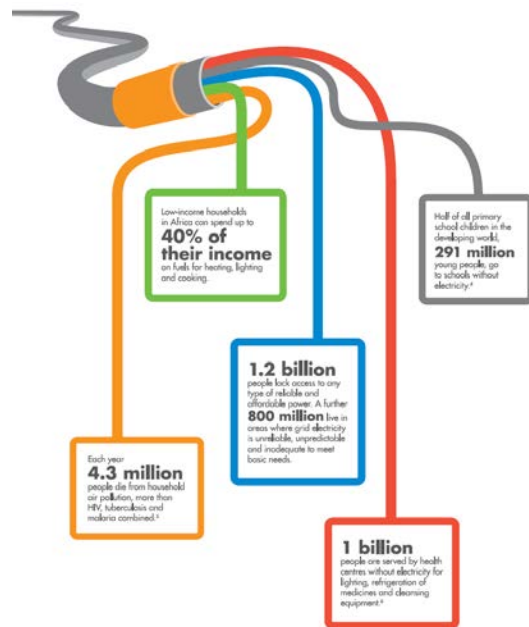 Low-income households
in Africa can spend up to
40% of
their income
on fuels for heating, lighting
and cooking.
Half of all primary
school children in the
developing world,
291 million
young people, go
to schools without
electricity.⁴
1.2 billion
people lack access to any
type of reliable and
affordable power. A further
800 million live in
areas where grid electricity
is unreliable, unpredictable
and inadequate to meet
basic needs.
Each year
4.3 million
people die from household
air pollution, more than
HIV, tuberculosis and
malaria combined.⁵
1 billion
people are served by health
centres without electricity for
lighting, refrigeration of
medicines and cleansing
equipment.⁶